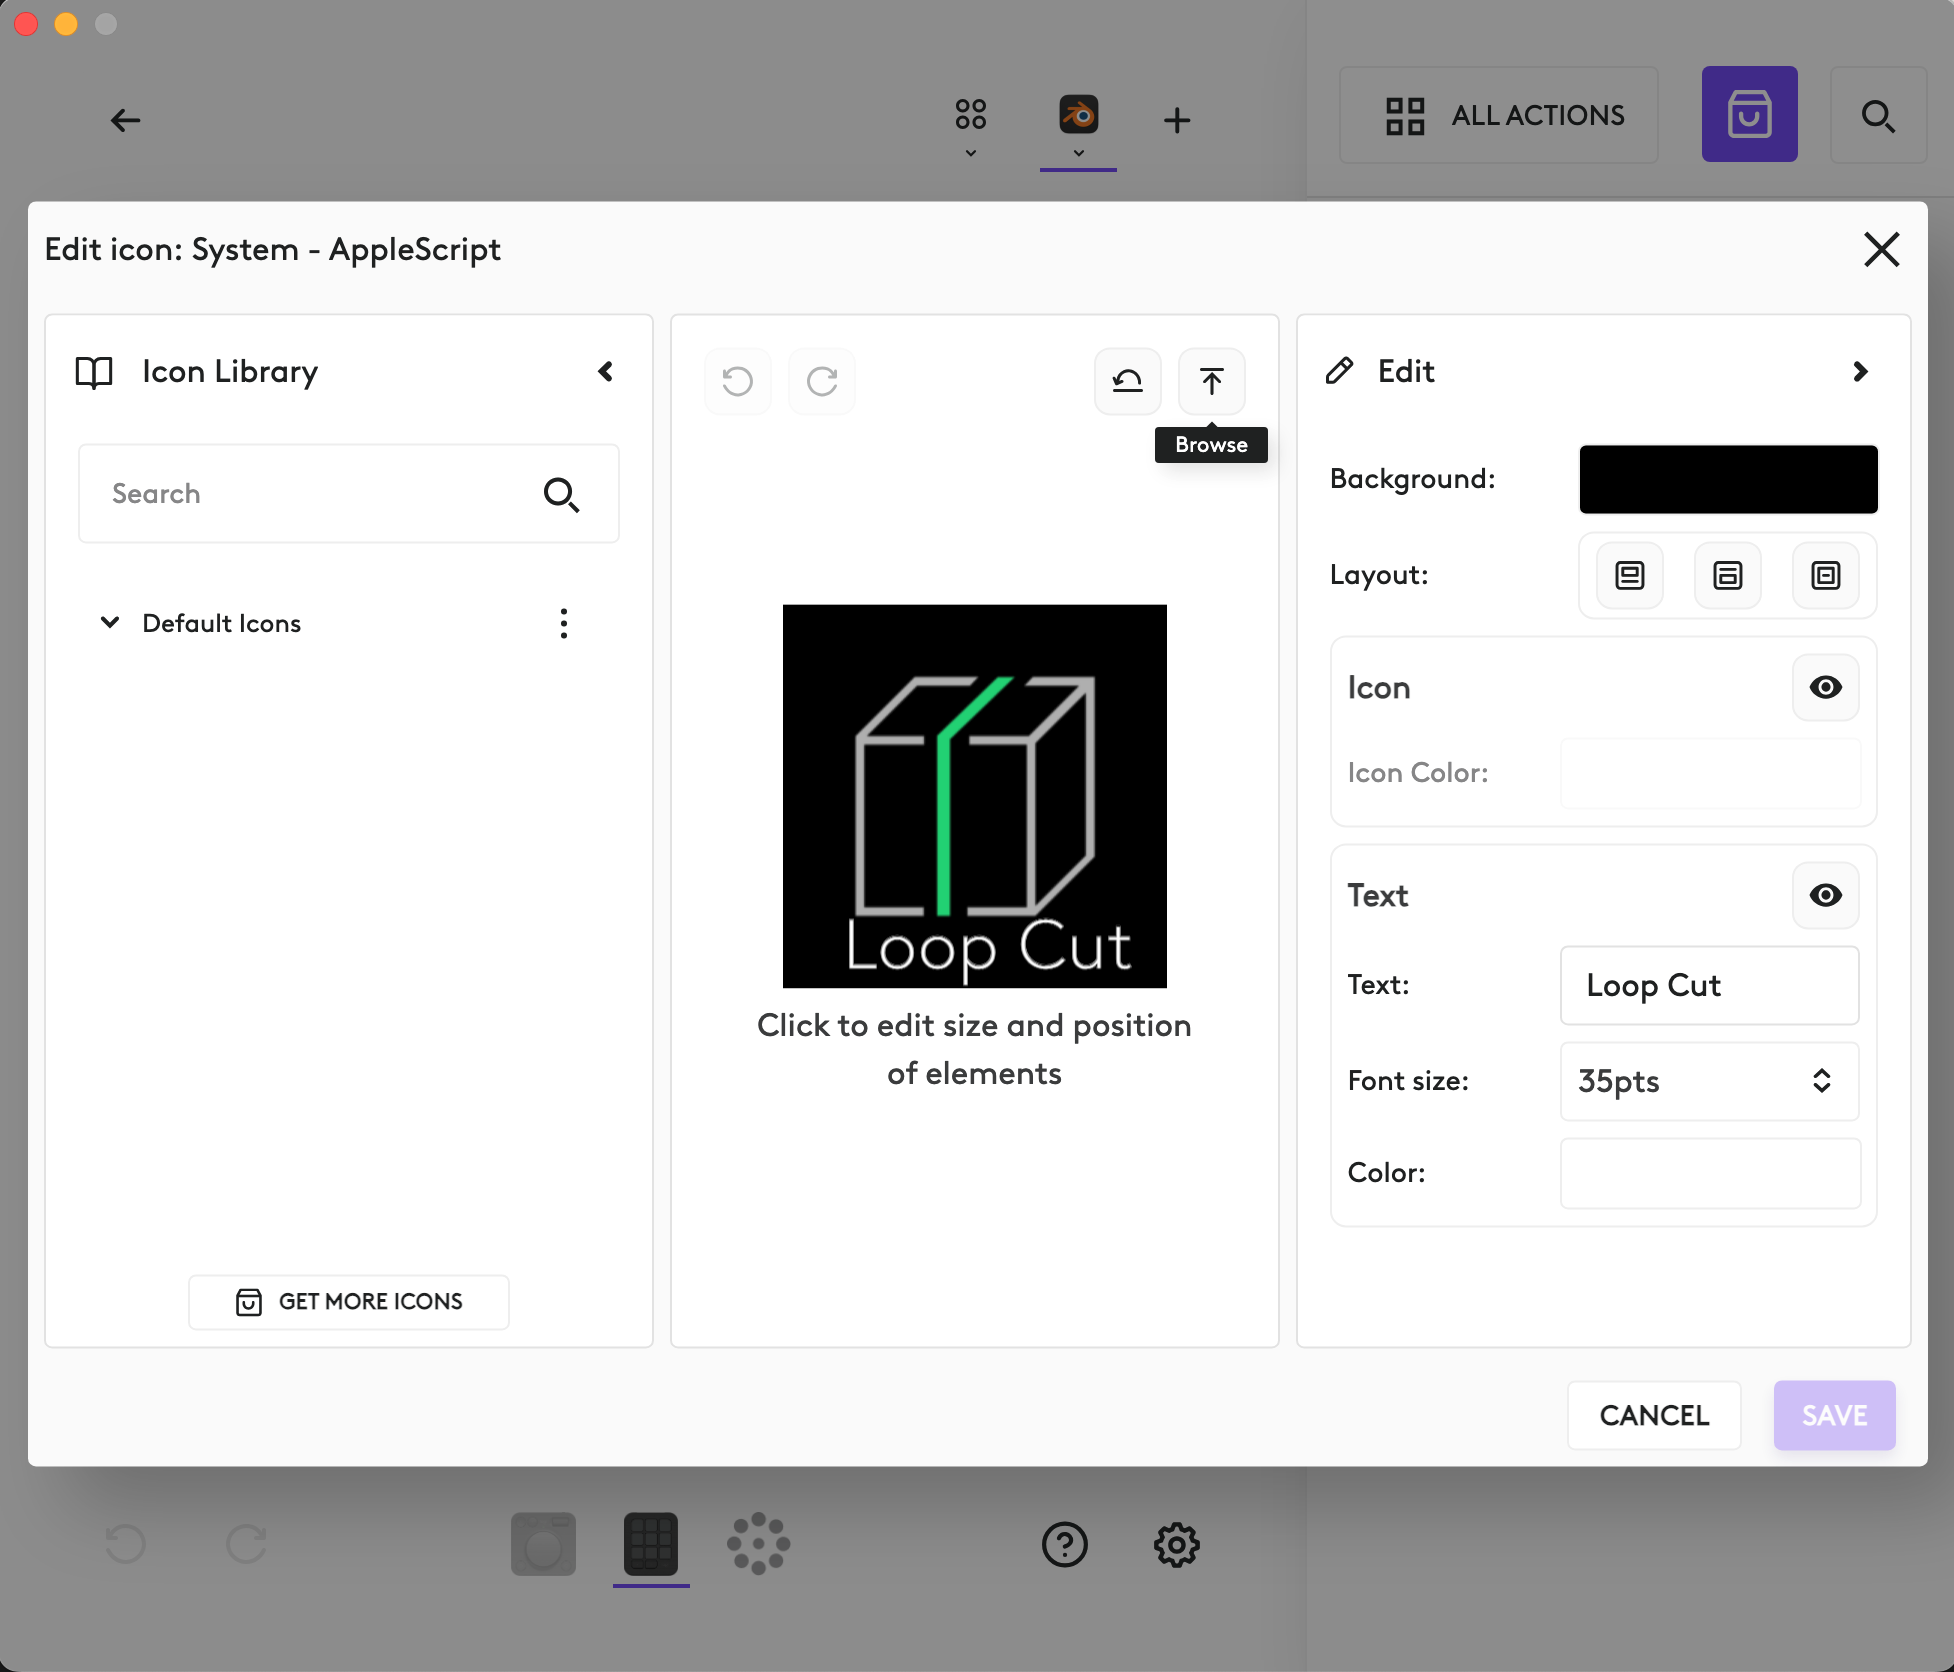 ALL ACTIONS
Edit icon: System - AppleScript
Icon Library
Search
Default Icons
GET MORE ICONS
Browse
Loop Cut
Click to edit size and position
of elements
Edit
Background:
Layout:
Icon
Icon Color:
Text
Text: Loop Cut
Font size: 35pts
Color:
CANCEL
SAVE